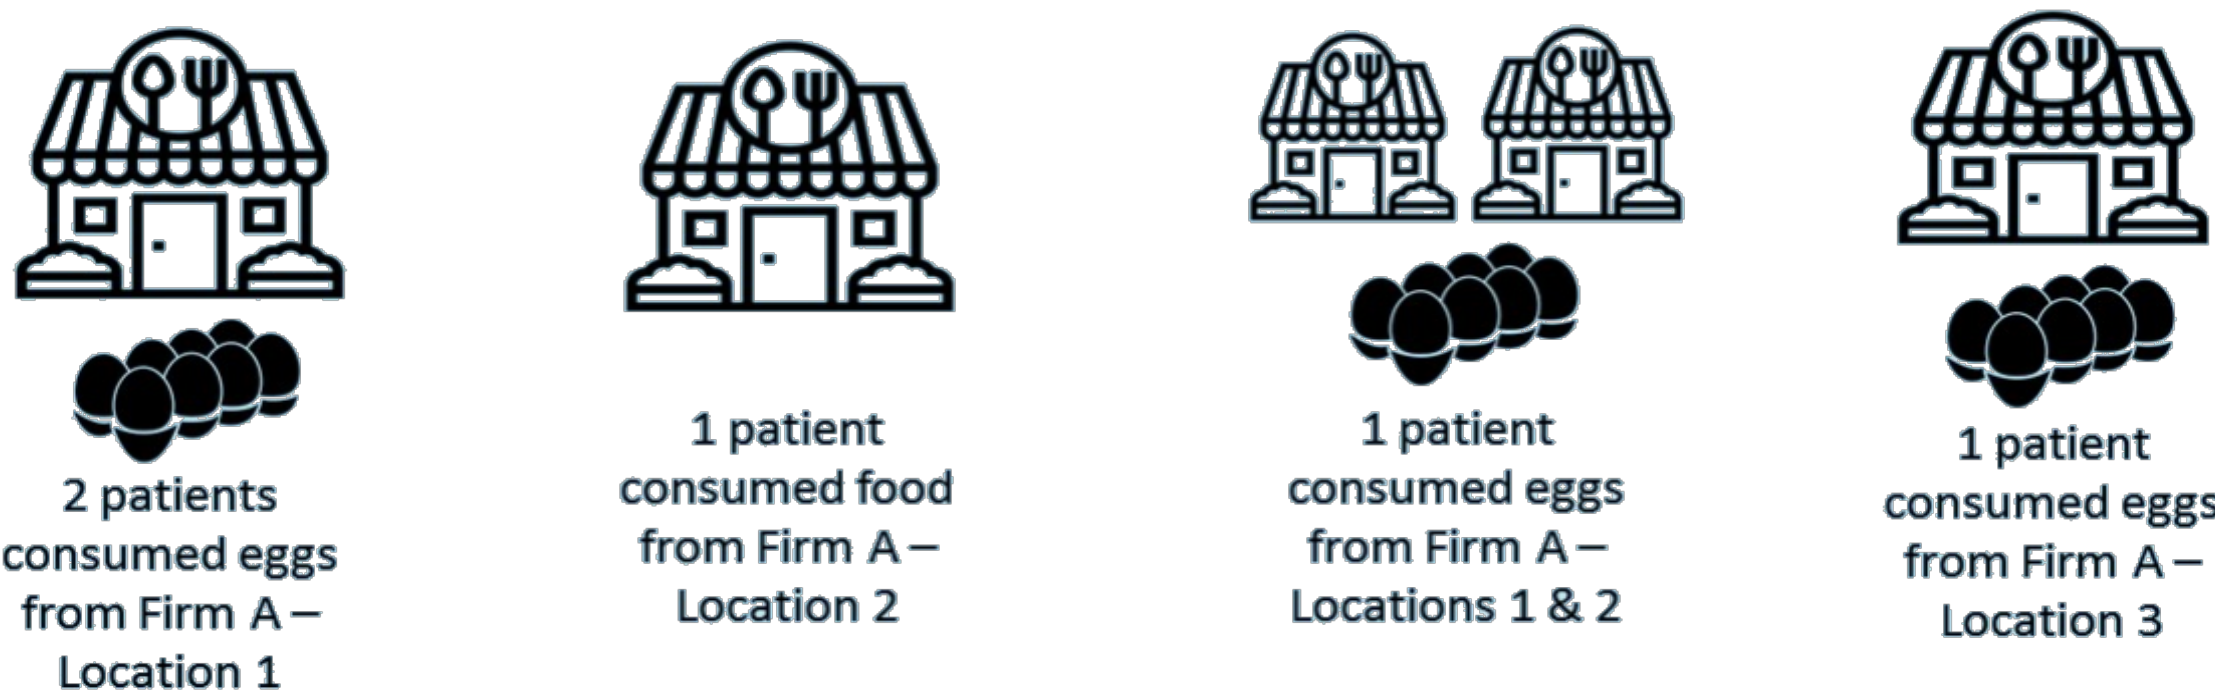 2 patients
consumed eggs
from Firm A –
Location 1
1 patient
consumed food
from Firm A –
Location 2
1 patient
consumed eggs
from Firm A –
Locations 1 & 2
1 patient
consumed eggs
from Firm A –
Location 3